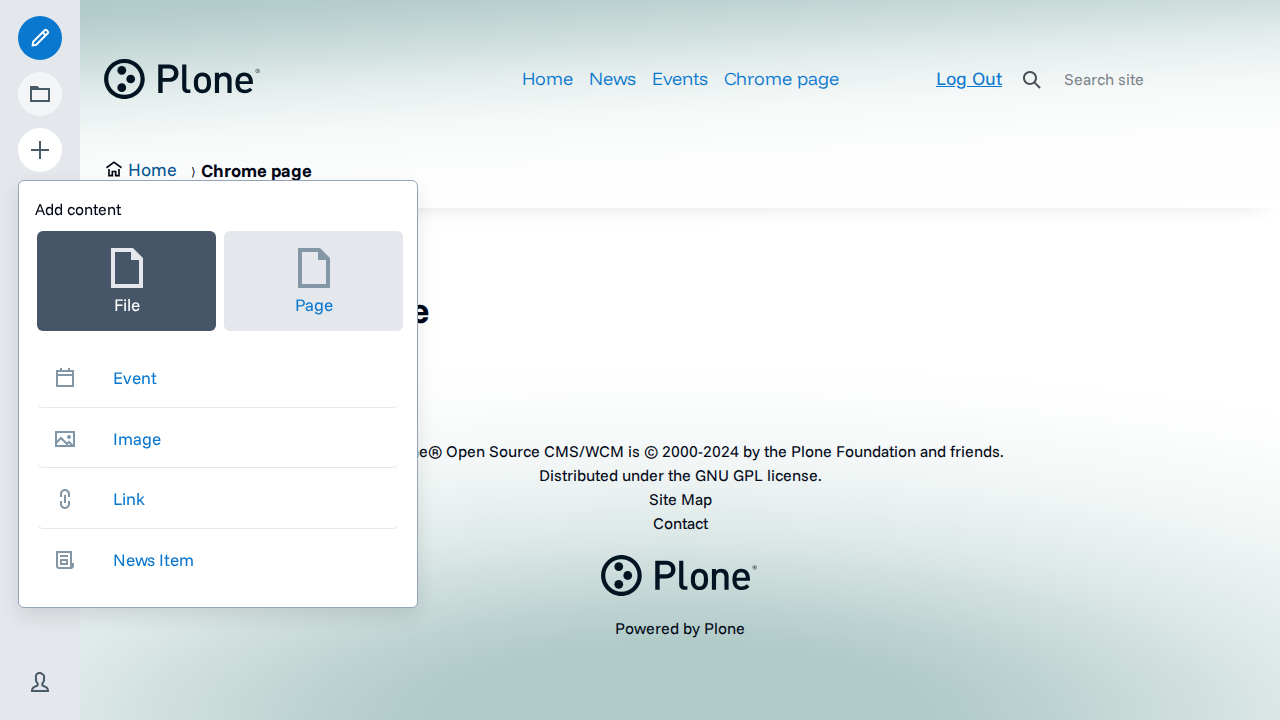 Plone®
Home News Events Chrome page
Log Out
Search site
Home ⟩ Chrome page
Add content
File
Page
Event
Image
Link
News Item
e
e® Open Source CMS/WCM is © 2000-2024 by the Plone Foundation and friends.
Distributed under the GNU GPL license.
Site Map
Contact
Plone®
Powered by Plone